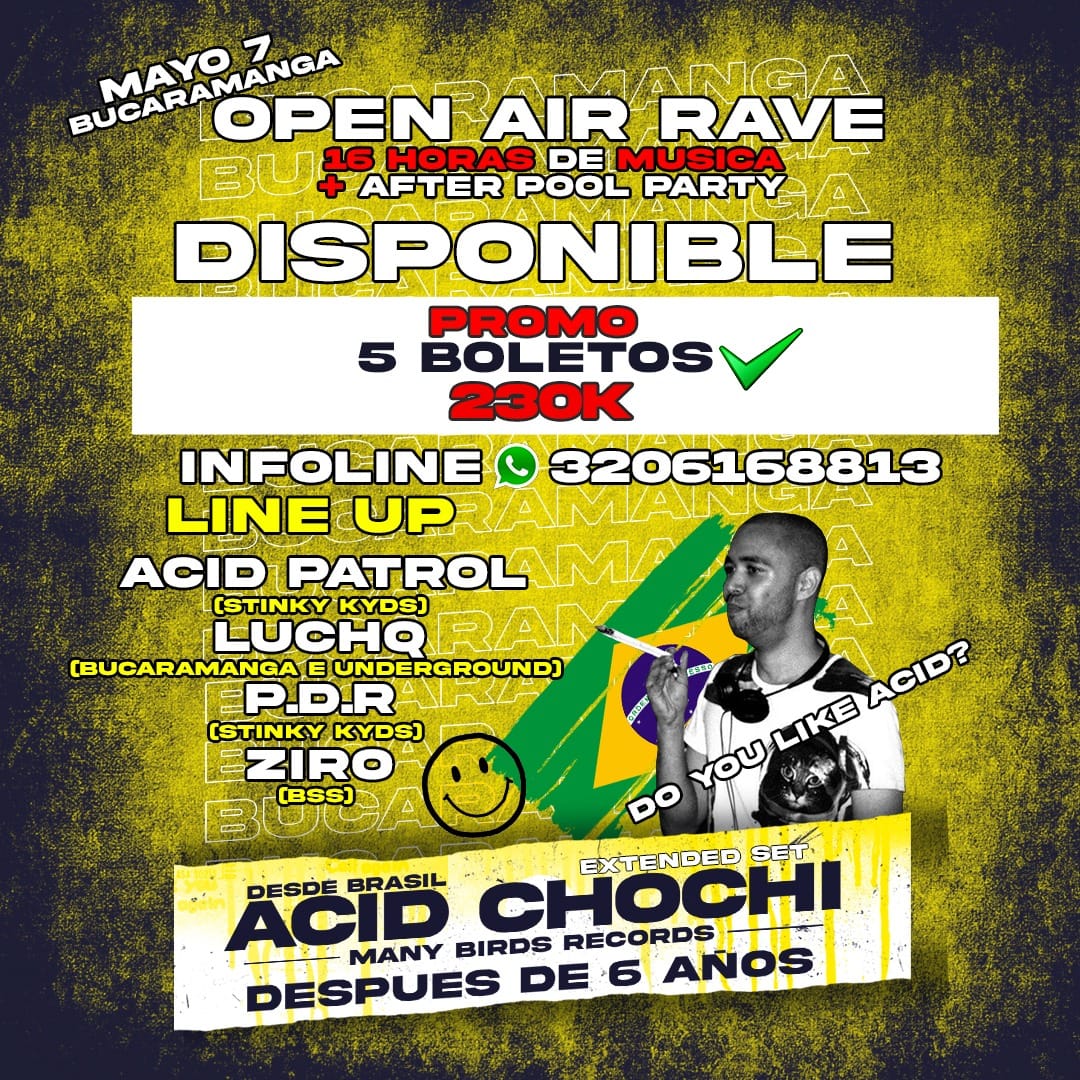 MAYO 7
BUCARAMANGA
OPEN AIR RAVE
16 HORAS DE MUSICA
+ AFTER POOL PARTY
DISPONIBLE
PROMO
5 BOLETOS
230K
INFOLINE 3206168813
LINE UP
ACID PATROL
(STINKY KYDS)
LUCHO
(BUCARAMANGA E UNDERGROUND)
P.D.R
(STINKY KYDS)
ZIRO
(BSS)
DO YOU LIKE ACID?
DESDE BRASIL
EXTENDED SET
ACID CHOCHI
MANY BIRDS RECORDS
DESPUES DE 6 AÑOS